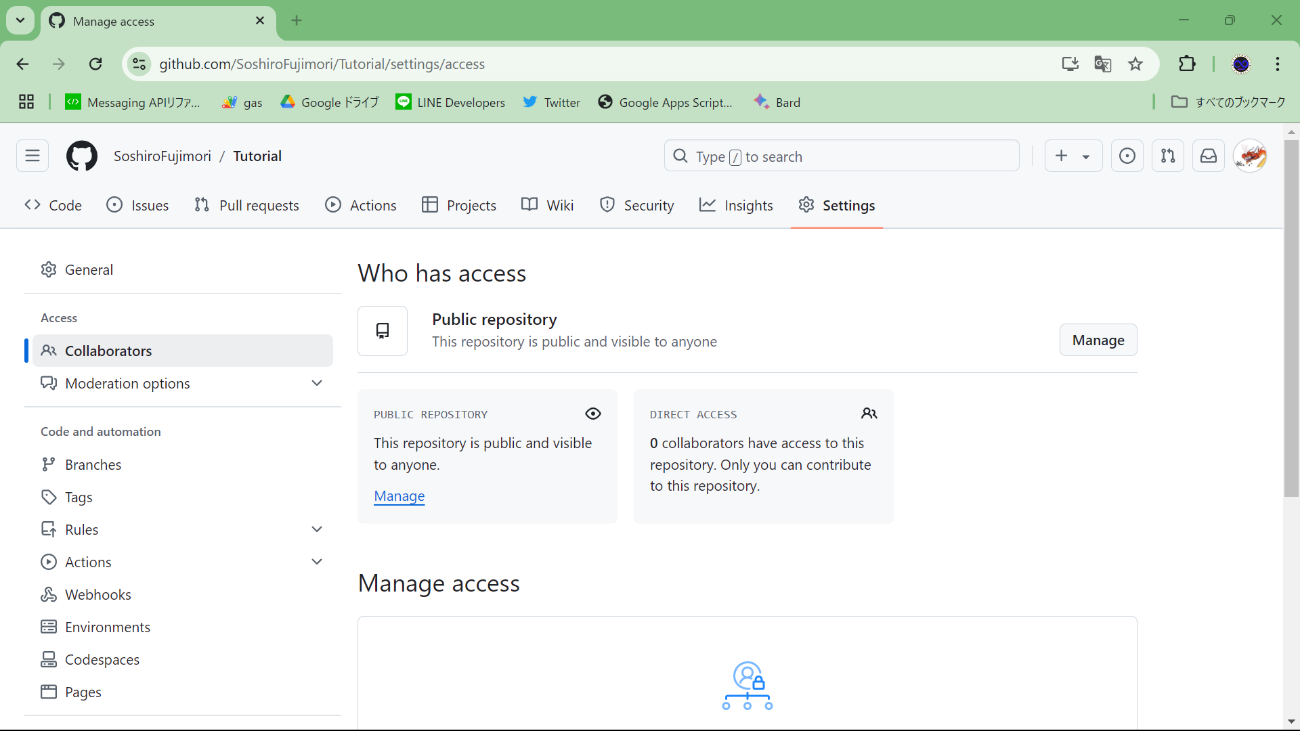 Manage access
github.com/SoshiroFujimori/Tutorial/settings/access
Messaging APIリファ...
gas
Google ドライブ
LINE Developers
Twitter
Google Apps Script...
Bard
すべてのブックマーク
SoshiroFujimori / Tutorial
Type / to search
Code
Issues
Pull requests
Actions
Projects
Wiki
Security
Insights
Settings
General
Access
Collaborators
Moderation options
Code and automation
Branches
Tags
Rules
Actions
Webhooks
Environments
Codespaces
Pages
Who has access
Public repository
This repository is public and visible to anyone
Manage
PUBLIC REPOSITORY
This repository is public and visible
to anyone.
Manage
DIRECT ACCESS
0 collaborators have access to this
repository. Only you can contribute
to this repository.
Manage access